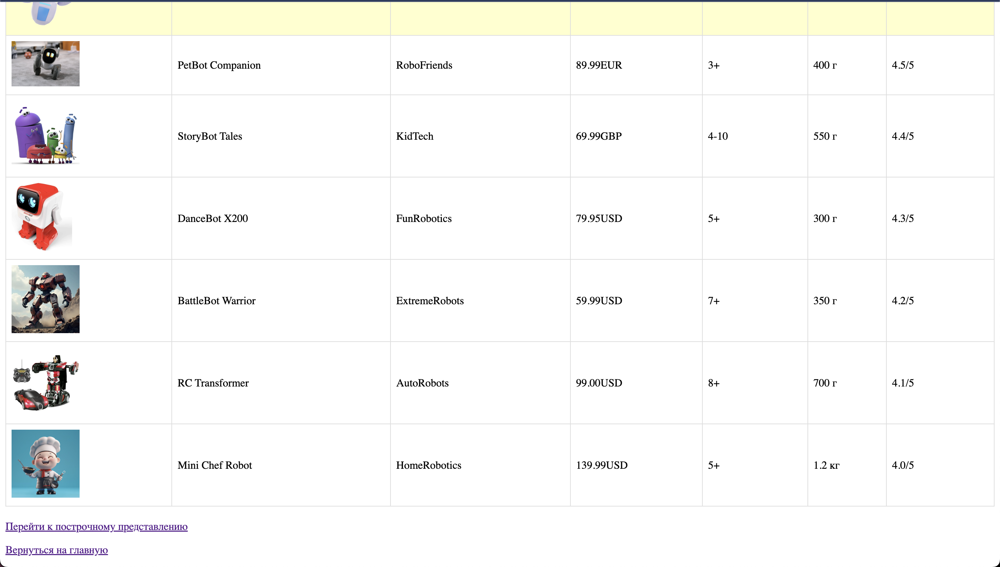 PetBot Companion RoboFriends 89.99EUR 3+ 400 г 4.5/5
StoryBot Tales KidTech 69.99GBP 4-10 550 г 4.4/5
DanceBot X200 FunRobotics 79.95USD 5+ 300 г 4.3/5
BattleBot Warrior ExtremeRobots 59.99USD 7+ 350 г 4.2/5
RC Transformer AutoRobots 99.00USD 8+ 700 г 4.1/5
Mini Chef Robot HomeRobotics 139.99USD 5+ 1.2 кг 4.0/5
Перейти к построчному представлению
Вернуться на главную